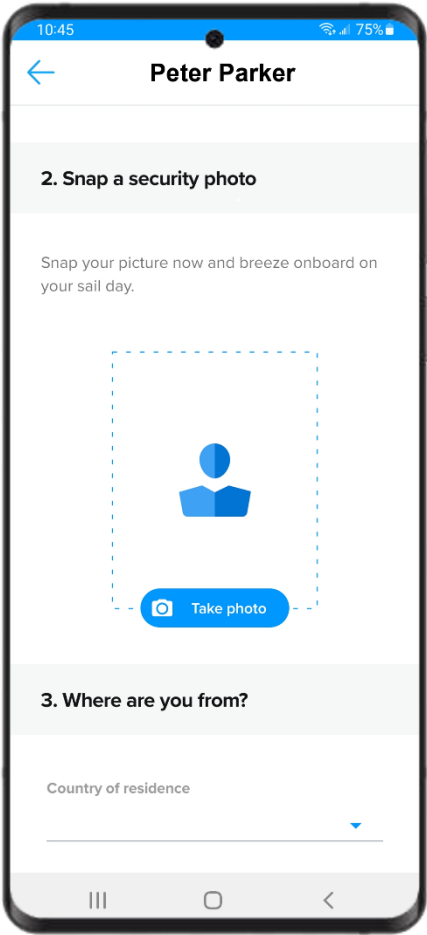 10:45
75%
Peter Parker
2. Snap a security photo
Snap your picture now and breeze onboard on
your sail day.
Take photo
3. Where are you from?
Country of residence